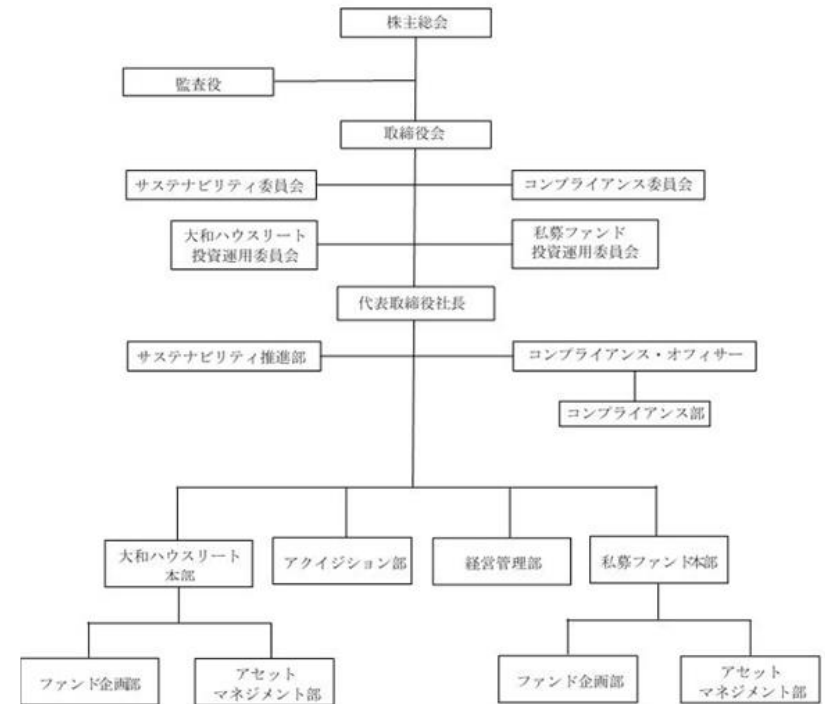 株主総会
監査役
取締役会
サステナビリティ委員会
コンプライアンス委員会
大和ハウスリート
投資運用委員会
私募ファンド
投資運用委員会
代表取締役社長
サステナビリティ推進部
コンプライアンス・オフィサー
コンプライアンス部
大和ハウスリート
本部
アクイジション部
経営管理部
私募ファンド本部
ファンド企画部
アセット
マネジメント部
ファンド企画部
アセット
マネジメント部